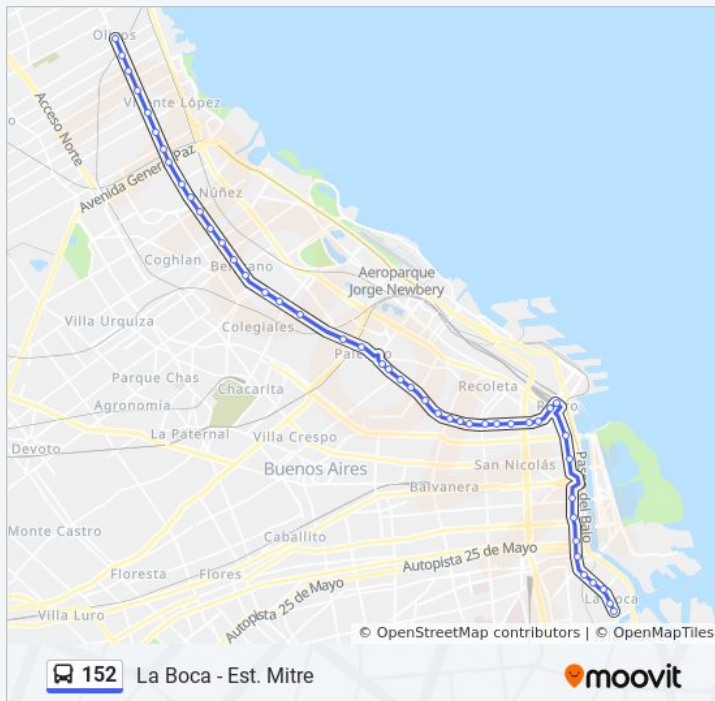 Olivos
Acceso Norte
Vicente López
Avenida General Paz
Núñez
Coghlan
Belgrano
Aeroparque
Jorge Newbery
Villa Urquiza
Colegiales
Palermo
Parque Chas
Chacarita
Recoleta
Agronomía
Retiro
La Paternal
Villa Crespo
Devoto
Buenos Aires
San Nicolás
Balvanera
Monte Castro
Caballito
Autopista 25 de Mayo
Floresta
Flores
La Boca
Villa Luro
Autopista 25 de Mayo
© OpenStreetMap contributors | © OpenMapTiles
152 La Boca - Est. Mitre
moovit